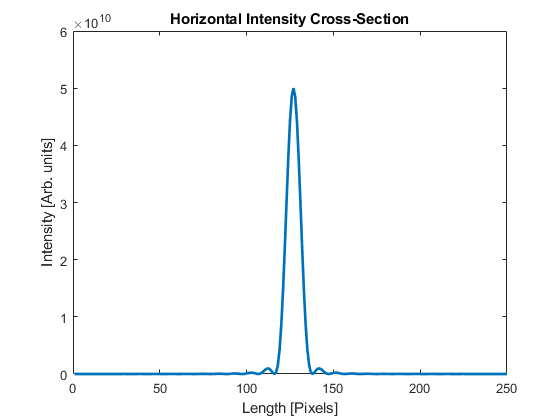 Horizontal Intensity Cross-Section
×10^10
6
5
4
3
2
1
0
Intensity [Arb. units]
0 50 100 150 200 250
Length [Pixels]